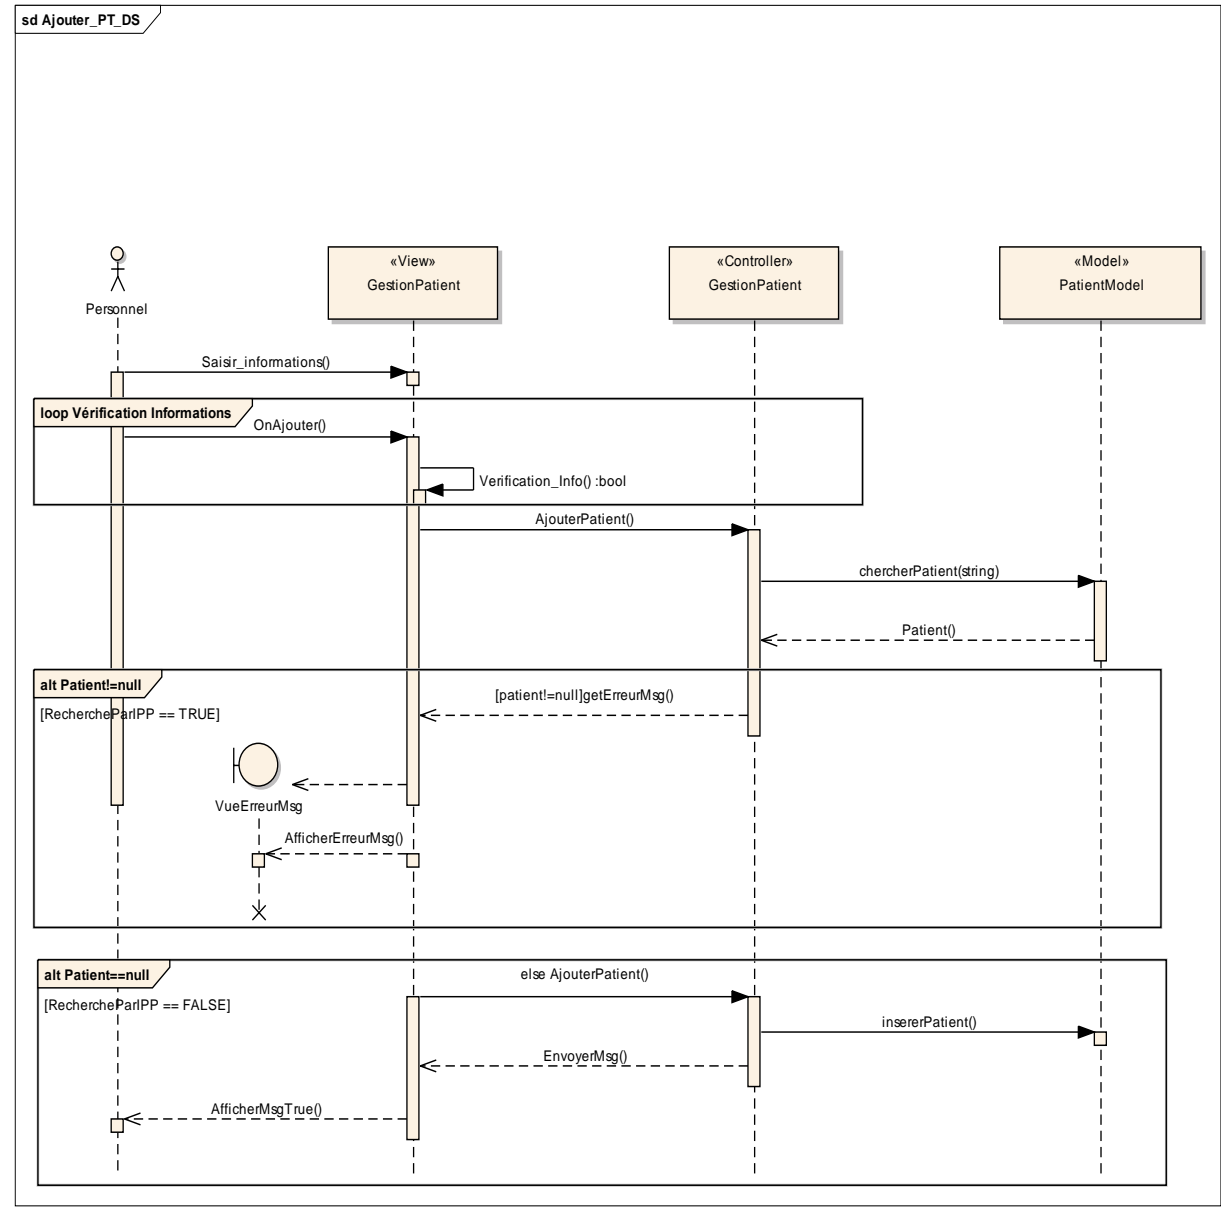 sd Ajouter_PT_DS
Personnel
«View»
GestionPatient
«Controller»
GestionPatient
«Model»
PatientModel
Saisir_informations()
loop Vérification Informations
OnAjouter()
Verification_Info() :bool
AjouterPatient()
chercherPatient(string)
Patient()
alt Patient!=null
[RechercheParIPP == TRUE]
[patient!=null]getErreurMsg()
VueErreurMsg
AfficherErreurMsg()
alt Patient==null
[RechercheParIPP == FALSE]
else AjouterPatient()
insererPatient()
EnvoyerMsg()
AfficherMsgTrue()